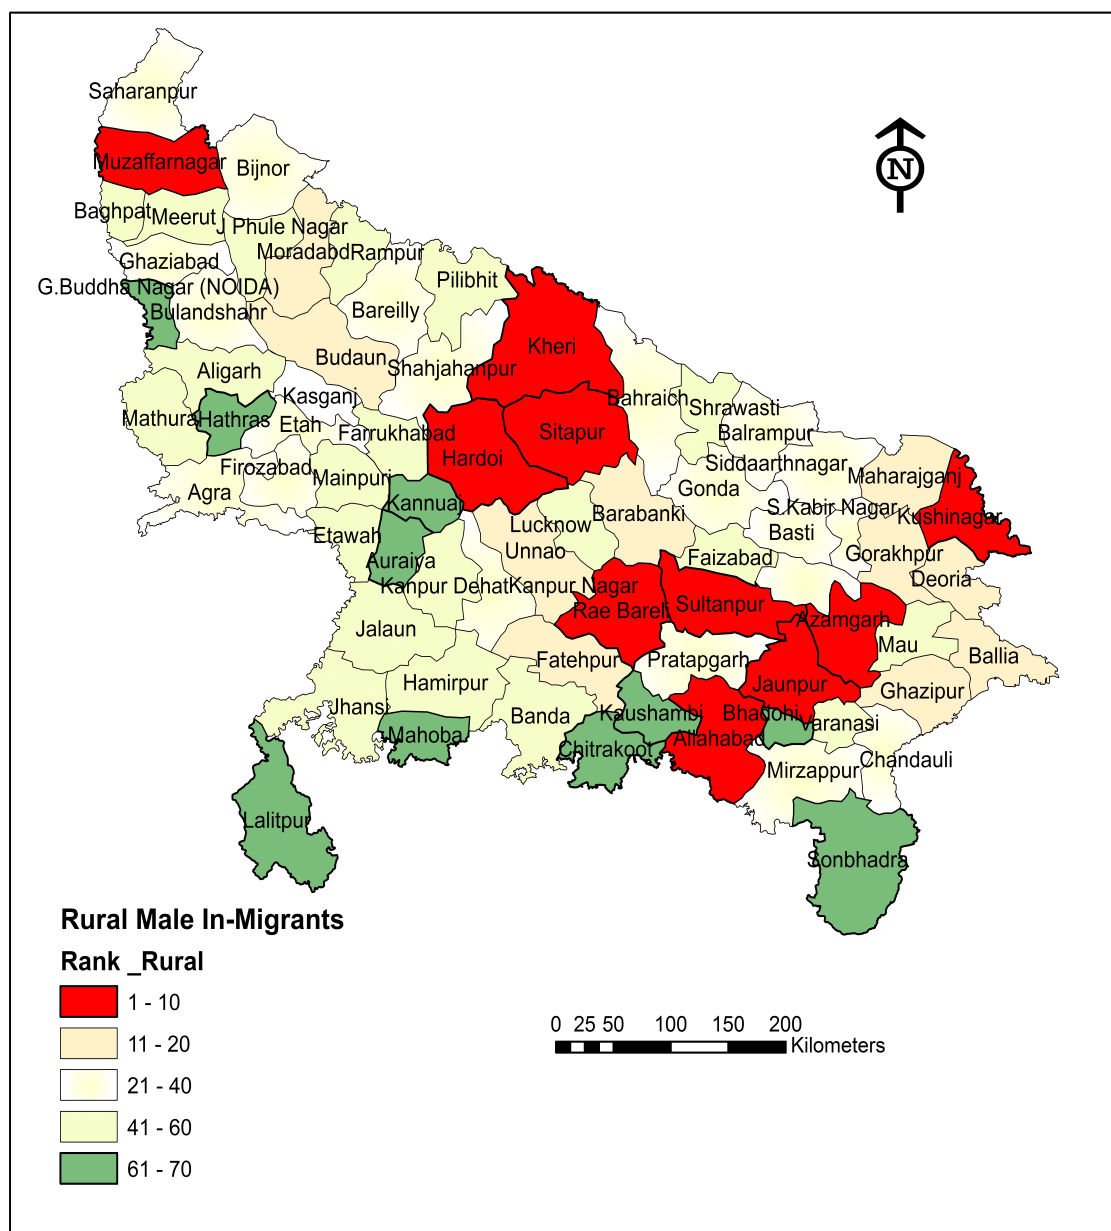 Saharanpur
N
Muzaffarnagar
Bijnor
Baghpat
Meerut
J Phule Nagar
Moradabd
Rampur
Ghaziabad
Pilibhit
G.Buddha Nagar (NOIDA)
Bulandshahr
Bareilly
Kheri
Budaun
Shahjahanpur
Aligarh
Kasganj
Bahraich
Shrawasti
Mathura
Hathras
Etah
Farrukhabad
Sitapur
Balrampur
Hardoi
Siddaarthnagar
Firozabad
Mainpuri
Maharajganj
Agra
Gonda
Kannuaj
S.Kabir Nagar
Barabanki
Kushinagar
Lucknow
Etawah
Basti
Unnao
Gorakhpur
Faizabad
Auraiya
Deoria
Kanpur Dehat
Kanpur Nagar
Rae Bareli
Sultanpur
Azamgarh
Jalaun
Mau
Ballia
Fatehpur
Pratapgarh
Hamirpur
Jaunpur
Ghazipur
Jhansi
Banda
Kaushambi
Bhadohi
Varanasi
Mahoba
Allahabad
Chitrakoot
Chandauli
Mirzappur
Lalitpur
Sonbhadra
Rural Male In-Migrants
Rank _Rural
1 - 10
11 - 20
21 - 40
41 - 60
61 - 70
0 25 50 100 150 200
Kilometers